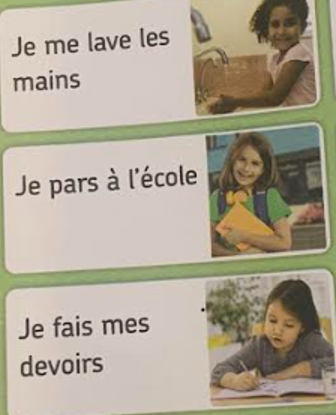 Je me lave les
mains
Je pars à l'école
Je fais mes
devoirs